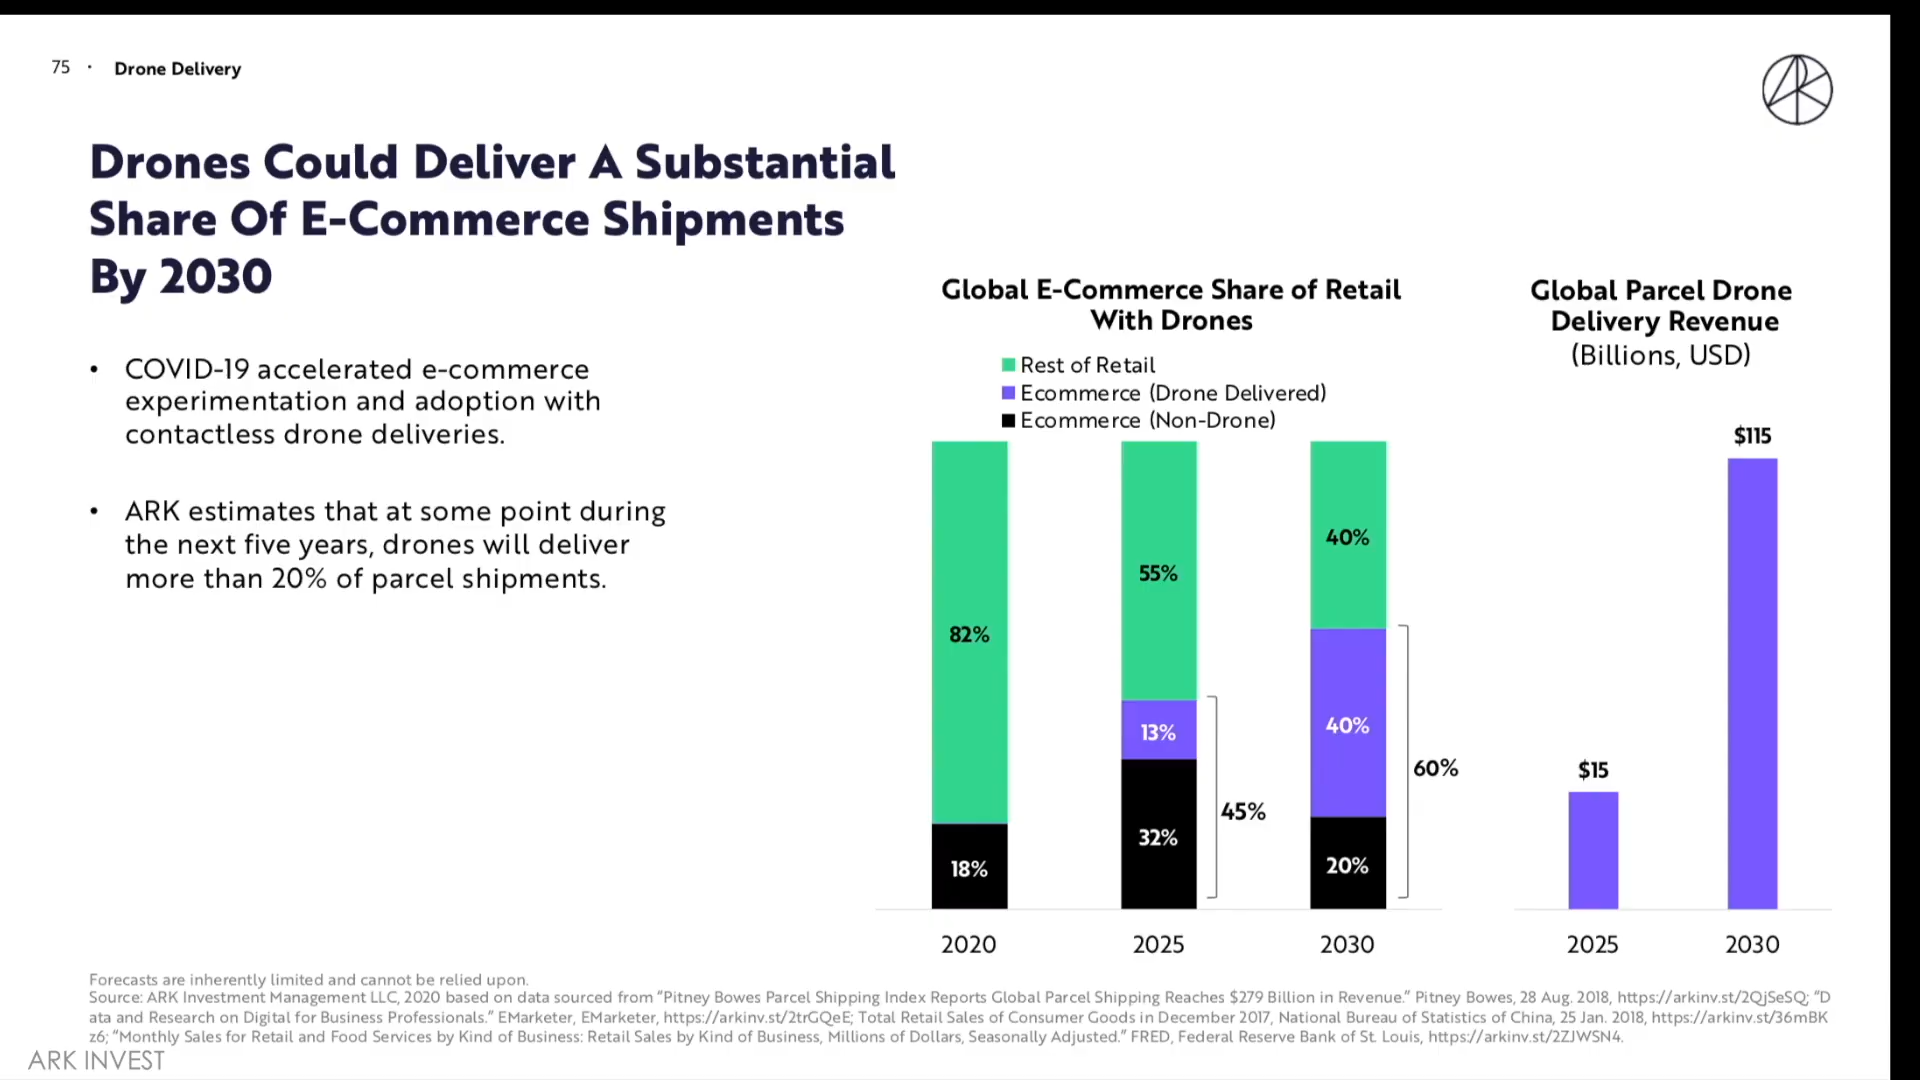 75 · Drone Delivery
Drones Could Deliver A Substantial
Share Of E-Commerce Shipments
By 2030
• COVID-19 accelerated e-commerce
experimentation and adoption with
contactless drone deliveries.
• ARK estimates that at some point during
the next five years, drones will deliver
more than 20% of parcel shipments.
Global E-Commerce Share of Retail
With Drones
Rest of Retail
Ecommerce (Drone Delivered)
Ecommerce (Non-Drone)
82%
18%
55%
13%
32%
45%
40%
40%
20%
60%
2020 2025 2030
Global Parcel Drone
Delivery Revenue
(Billions, USD)
$15
$115
2025 2030
Forecasts are inherently limited and cannot be relied upon.
Source: ARK Investment Management LLC, 2020 based on data sourced from “Pitney Bowes Parcel Shipping Index Reports Global Parcel Shipping Reaches $279 Billion in Revenue.” Pitney Bowes, 28 Aug. 2018, https://arkinv.st/2QjSeSQ; “D
ata and Research on Digital for Business Professionals.” EMarketer, EMarketer, https://arkinv.st/2trGQeE; Total Retail Sales of Consumer Goods in December 2017, National Bureau of Statistics of China, 25 Jan. 2018, https://arkinv.st/36mBK
z6; “Monthly Sales for Retail and Food Services by Kind of Business: Retail Sales by Kind of Business, Millions of Dollars, Seasonally Adjusted.” FRED, Federal Reserve Bank of St. Louis, https://arkinv.st/2ZJWSN4.
ARK INVEST